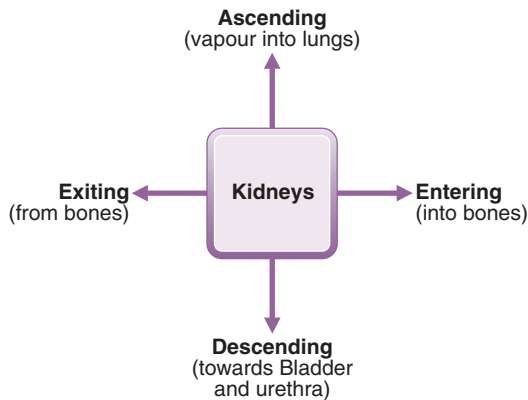 Ascending
(vapour into lungs)
Exiting
(from bones)
Kidneys
Entering
(into bones)
Descending
(towards Bladder
and urethra)